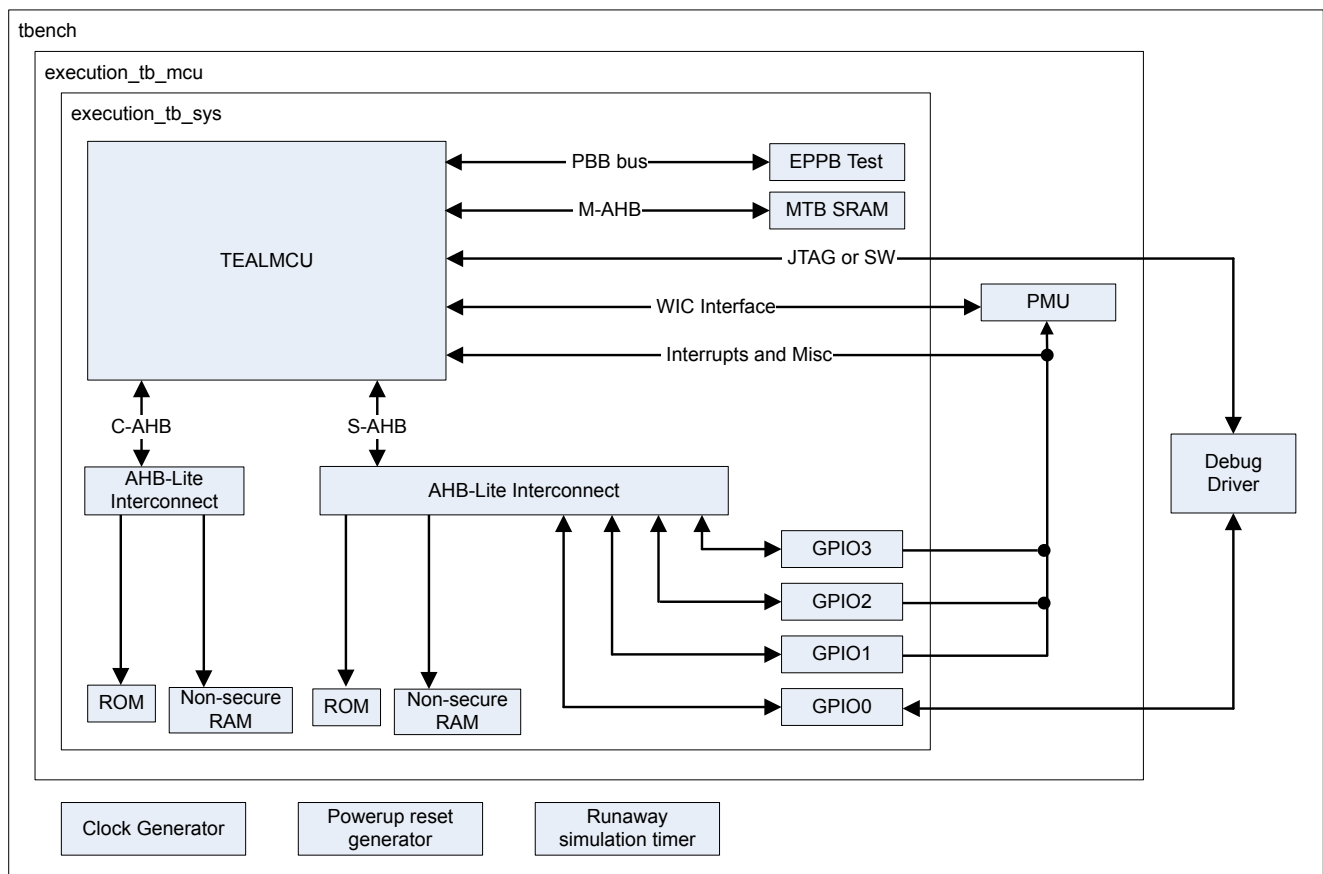 tbench
execution_tb_mcu
execution_tb_sys
TEALMCU
PBB bus
EPPB Test
M-AHB
MTB SRAM
JTAG or SW
WIC Interface
PMU
Interrupts and Misc
C-AHB
S-AHB
AHB-Lite
Interconnect
AHB-Lite Interconnect
Debug
Driver
GPIO3
GPIO2
GPIO1
GPIO0
ROM
Non-secure
RAM
ROM
Non-secure
RAM
Clock Generator
Powerup reset
generator
Runaway
simulation timer